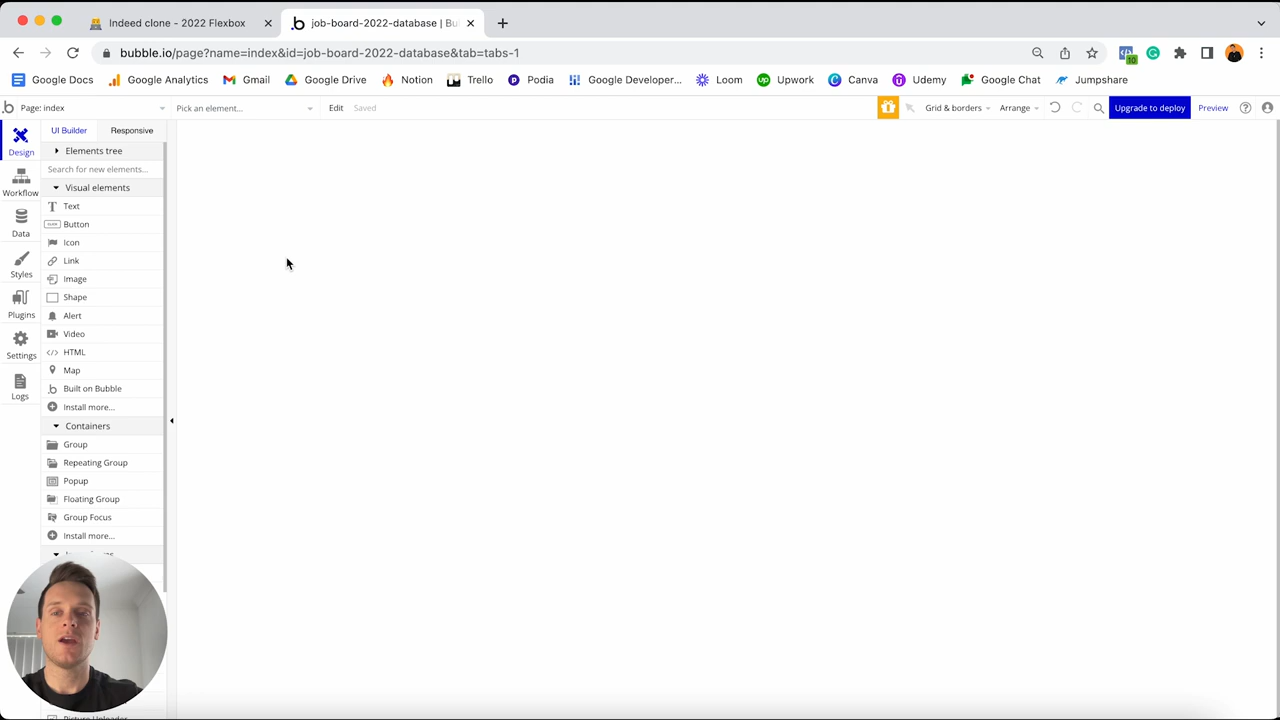 Indeed clone - 2022 Flexbox
job-board-2022-database | Bu
bubble.io/page?name=index&id=job-board-2022-database&tab=tabs-1
10
Google Docs
Google Analytics
Gmail
Google Drive
Notion
Trello
Podia
Google Developer...
Loom
Upwork
Canva
Udemy
Google Chat
Jumpshare
Page: index
Pick an element...
Edit
Saved
Grid & borders
Arrange
Upgrade to deploy
Preview
Design
Workflow
Data
Styles
Plugins
Settings
Logs
UI Builder
Responsive
Elements tree
Search for new elements...
Visual elements
Text
Button
Icon
Link
Image
Shape
Alert
Video
HTML
Map
Built on Bubble
Install more...
Containers
Group
Repeating Group
Popup
Floating Group
Group Focus
Install more...
Picture Uploader